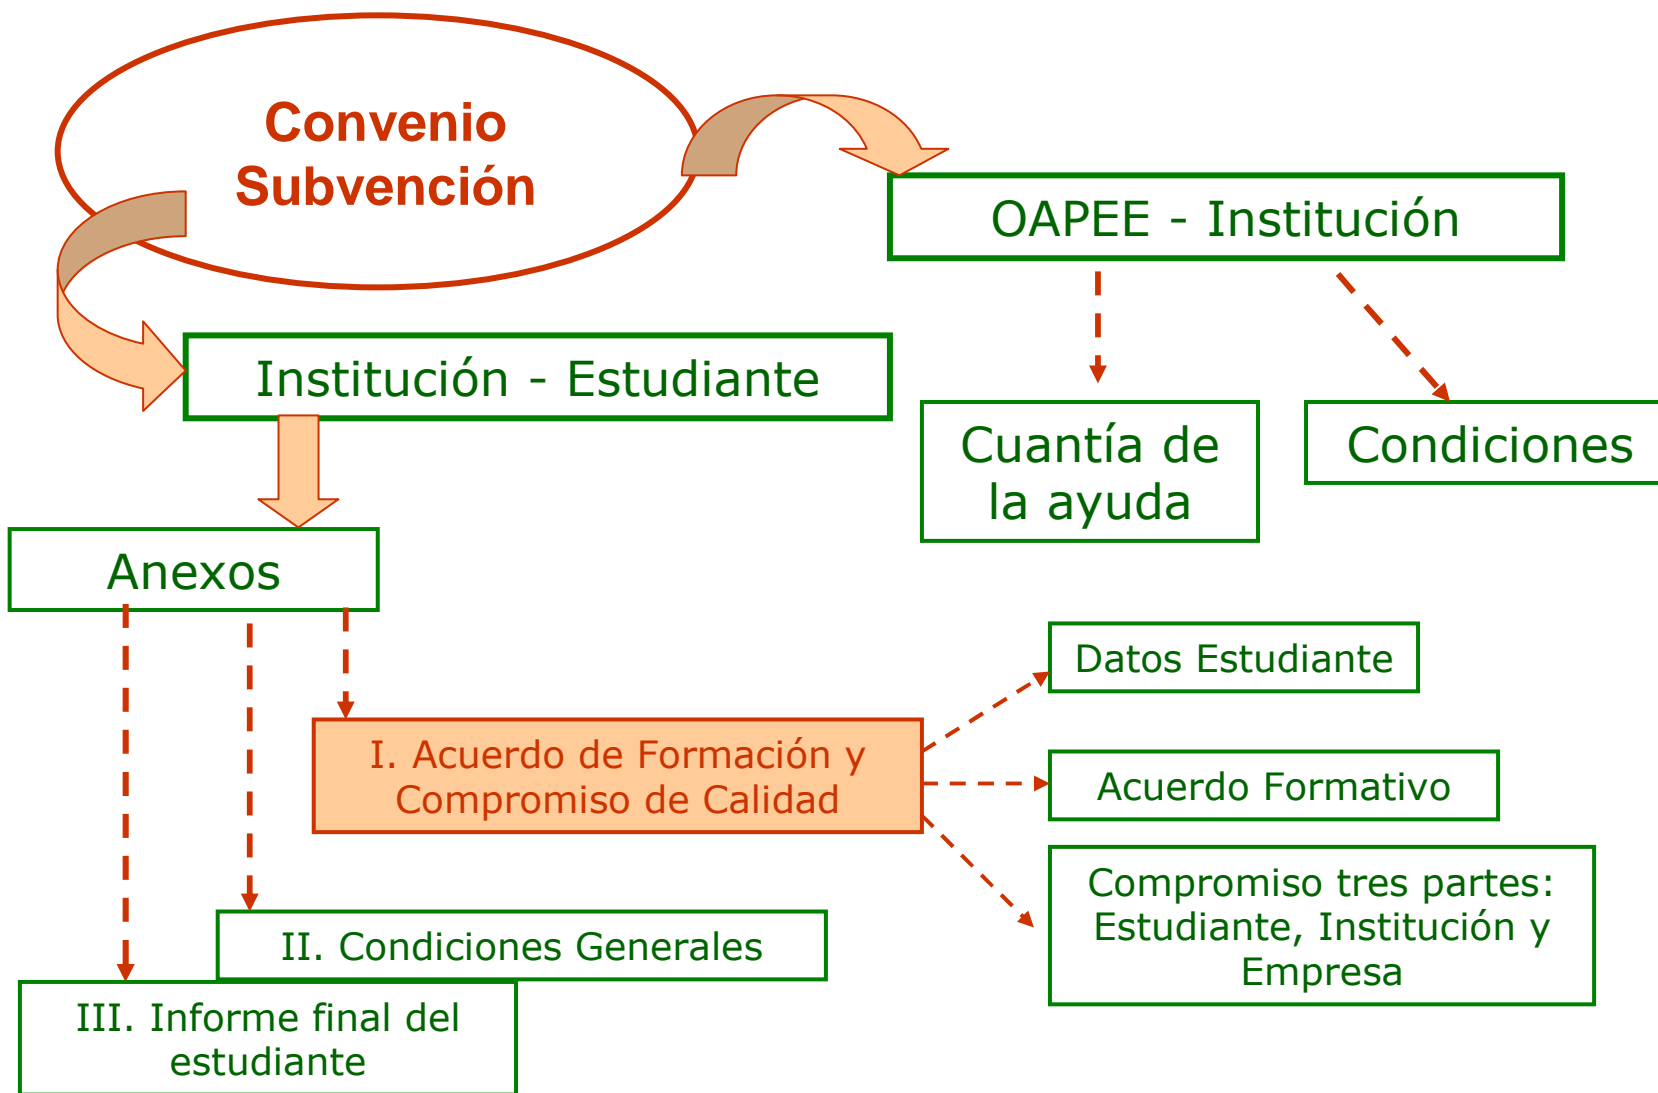 Convenio
Subvención
OAPEE - Institución
Institución - Estudiante
Cuantía de
la ayuda
Condiciones
Anexos
Datos Estudiante
I. Acuerdo de Formación y
Compromiso de Calidad
Acuerdo Formativo
Compromiso tres partes:
Estudiante, Institución y
Empresa
II. Condiciones Generales
III. Informe final del
estudiante